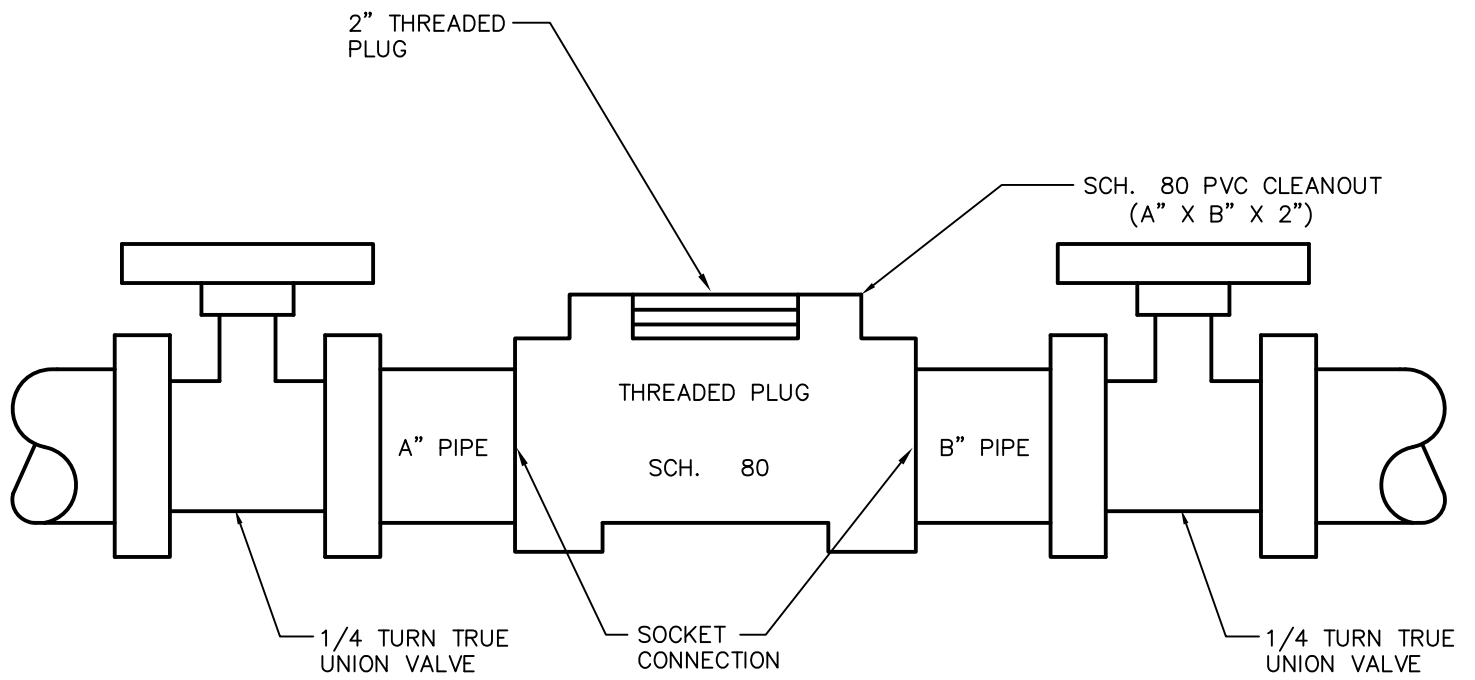 2” THREADED
PLUG
SCH. 80 PVC CLEANOUT
(A” X B” X 2”)
THREADED PLUG
A” PIPE
B” PIPE
SCH. 80
1/4 TURN TRUE
UNION VALVE
SOCKET
CONNECTION
1/4 TURN TRUE
UNION VALVE